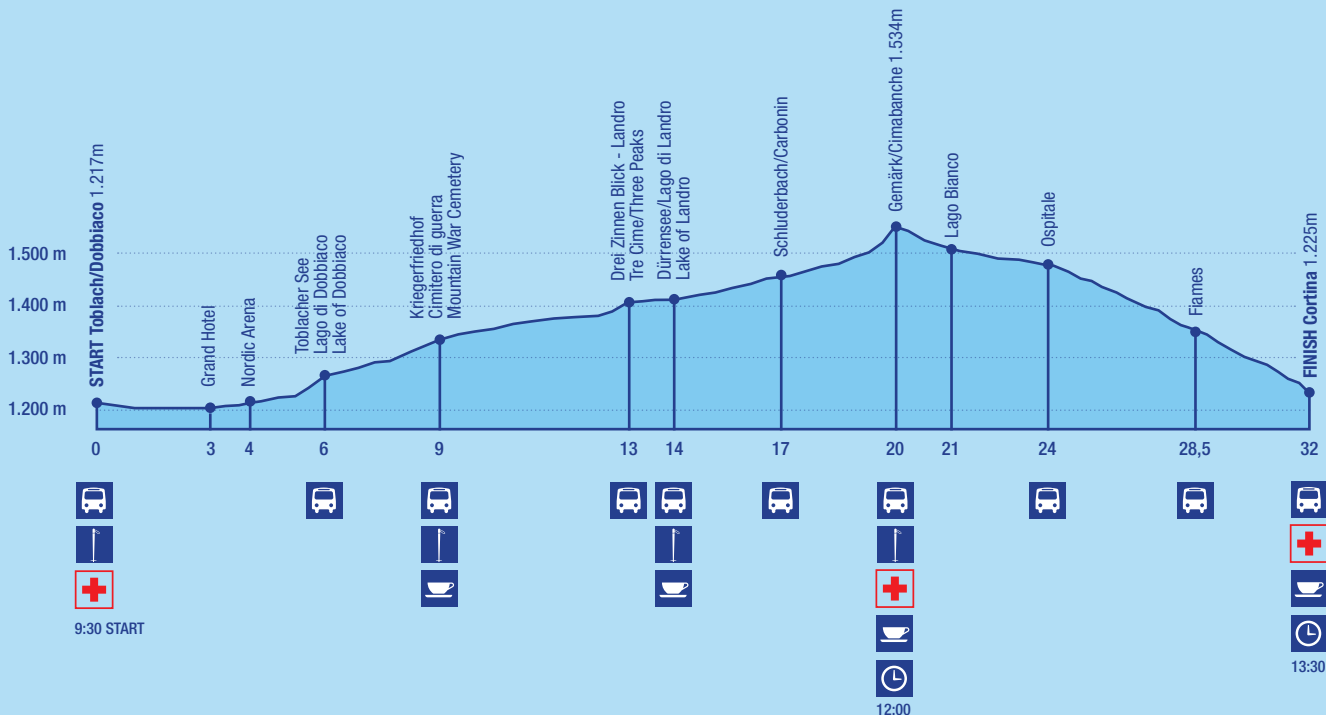 START Toblach/Dobbiaco 1.217m
Grand Hotel
Nordic Arena
Toblacher See
Lago di Dobbiaco
Lake of Dobbiaco
Kriegerfriedhof
Cimitero di guerra
Mountain War Cemetery
Drei Zinnen Blick - Landro
Tre Cime/Three Peaks
Dürrensee/Lago di Landro
Lake of Landro
Schluderbach/Carbonin
Gemärk/Cimabanche 1.534m
Lago Bianco
Ospitale
Fiames
FINISH Cortina 1.225m
1.500 m
1.400 m
1.300 m
1.200 m
0 3 4 6 9 13 14 17 20 21 24 28,5 32
9:30 START
12:00
13:30